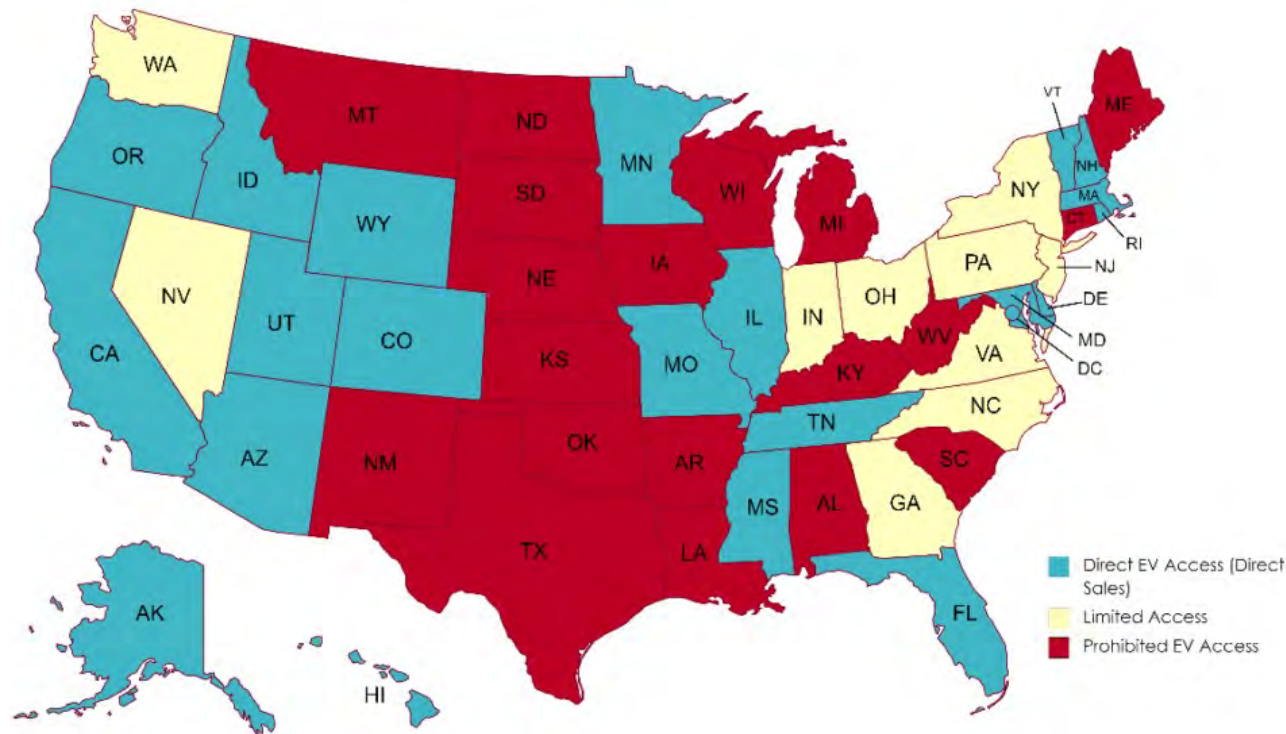 WA
MT
ND
MN
VT
ME
OR
ID
SD
WI
NH
NY
MA
WY
MI
CT
RI
IA
PA
NJ
NE
NV
OH
DE
UT
IL
IN
CO
WV
MD
CA
KS
MO
VA
KY
DC
NC
TN
AZ
OK
NM
AR
SC
MS
AL
GA
TX
LA
Direct EV Access (Direct
Sales)
AK
FL
Limited Access
Prohibited EV Access
HI